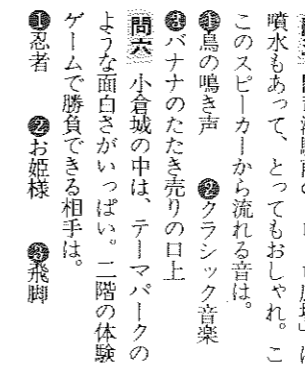 噴水もあって、とってもおしゃれ。こ
このスピーカーから流れる音は。
❶鳥の鳴き声　❷クラシック音楽
❸バナナのたたき売りの口上
問六　小倉城の中は、テーマパークの
ような面白さがいっぱい。二階の体験
ゲームで勝負できる相手は。
❶忍者　❷お姫様　❸飛脚